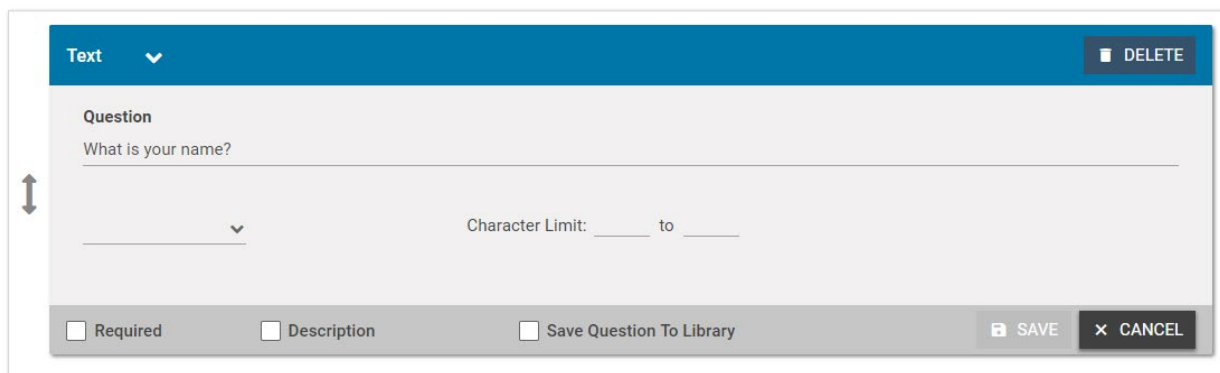 Text DELETE
Question
What is your name?
Character Limit: to
Required Description Save Question To Library SAVE CANCEL